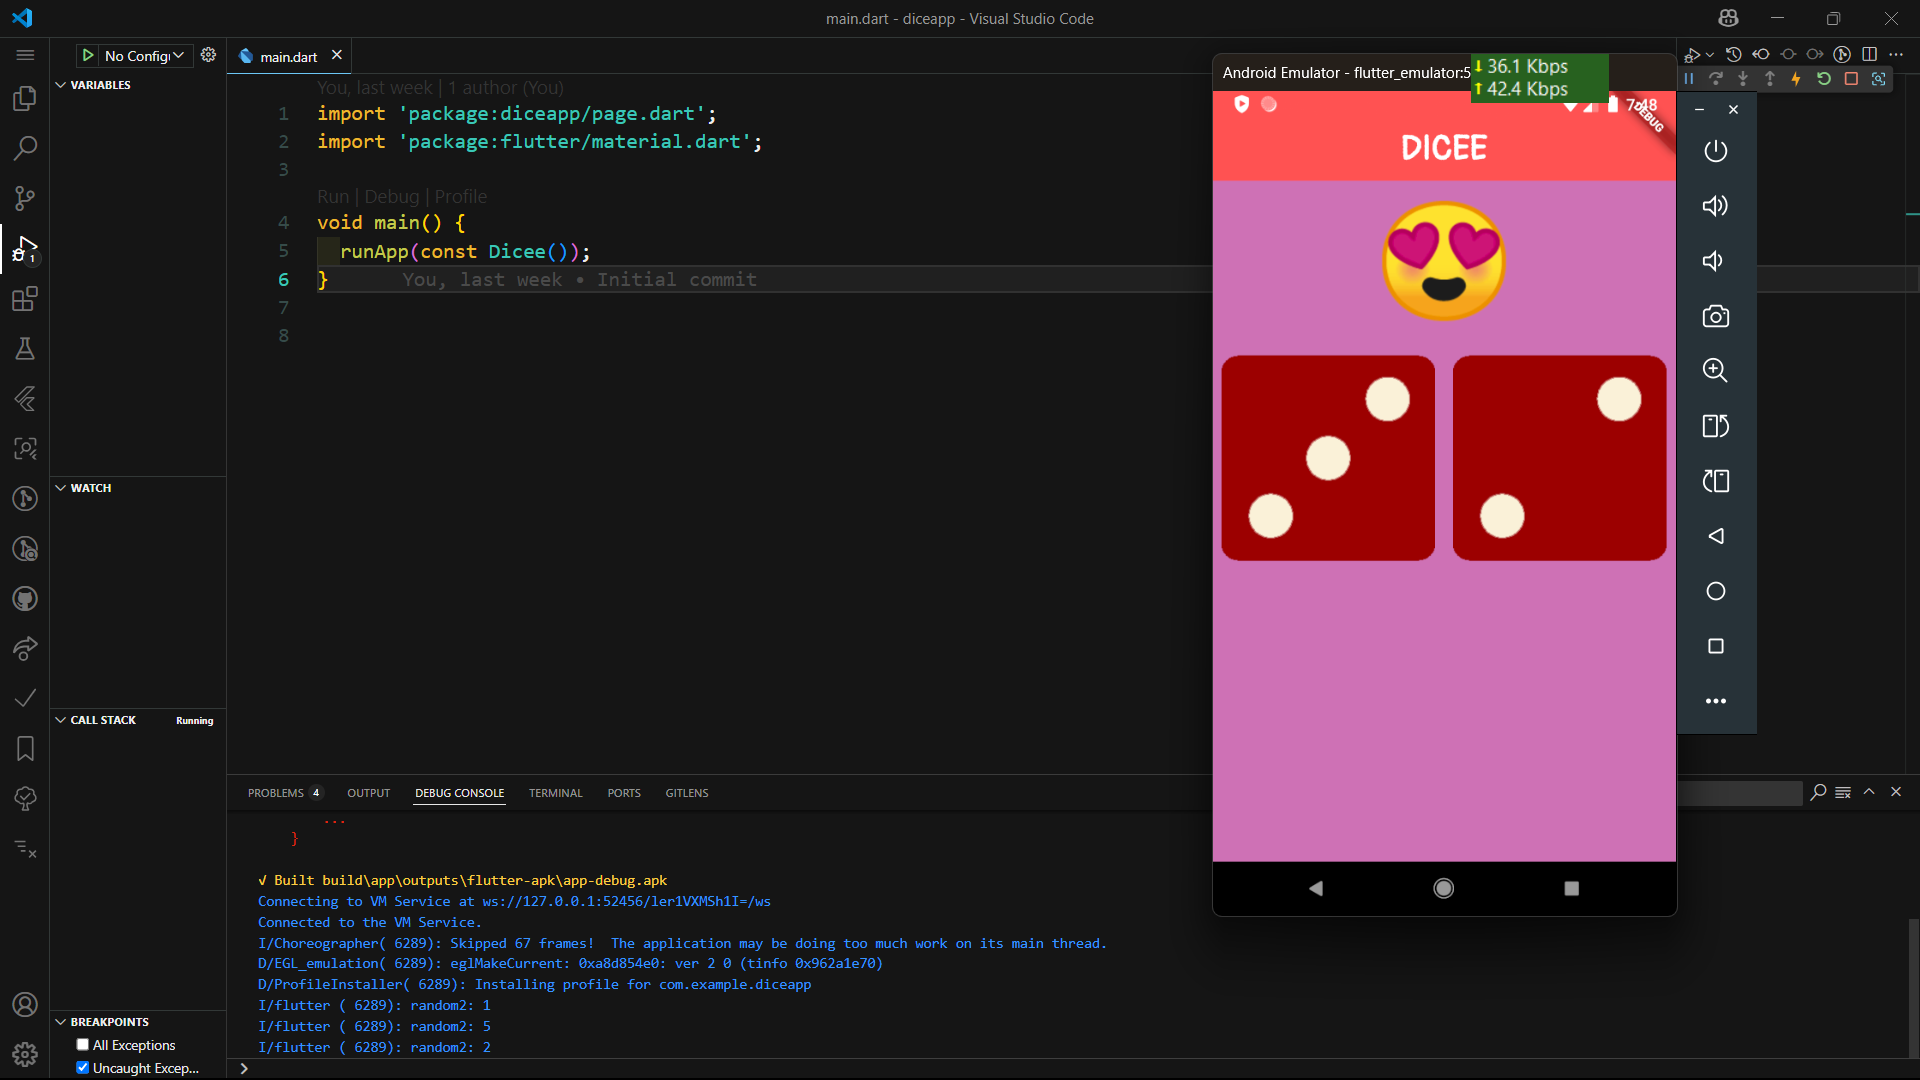 main.dart - diceapp - Visual Studio Code
No Config
main.dart
VARIABLES
You, last week | 1 author (You)
1 import 'package:diceapp/page.dart';
2 import 'package:flutter/material.dart';
3
Run | Debug | Profile
4 void main() {
5 runApp(const Dicee());
6 } You, last week • Initial commit
7
8
WATCH
CALL STACK Running
BREAKPOINTS
All Exceptions
Uncaught Excep...
1
PROBLEMS 4 OUTPUT DEBUG CONSOLE TERMINAL PORTS GITLENS
...
}
√ Built build\app\outputs\flutter-apk\app-debug.apk
Connecting to VM Service at ws://127.0.0.1:52456/ler1VXMSh1I=/ws
Connected to the VM Service.
I/Choreographer( 6289): Skipped 67 frames! The application may be doing too much work on its main thread.
D/EGL_emulation( 6289): eglMakeCurrent: 0xa8d854e0: ver 2 0 (tinfo 0x962a1e70)
D/ProfileInstaller( 6289): Installing profile for com.example.diceapp
I/flutter ( 6289): random2: 1
I/flutter ( 6289): random2: 5
I/flutter ( 6289): random2: 2
Android Emulator - flutter_emulator:5
36.1 Kbps
42.4 Kbps
7:48
DEBUG
DICEE